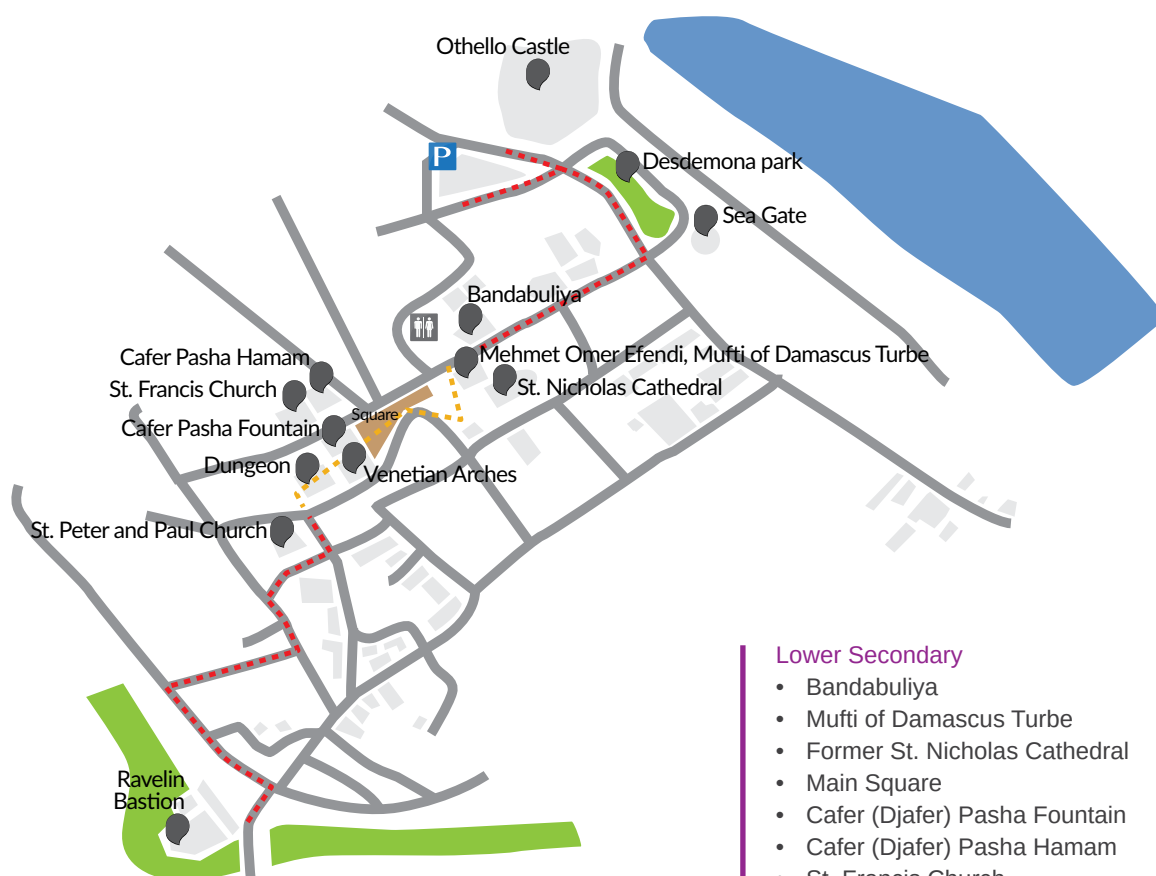 Othello Castle
P
Desdemona park
Sea Gate
Bandabuliya
Mehmet Omer Efendi, Mufti of Damascus Turbe
Cafer Pasha Hamam
St. Francis Church
St. Nicholas Cathedral
Square
Cafer Pasha Fountain
Dungeon
Venetian Arches
St. Peter and Paul Church
Ravelin
Bastion
Lower Secondary
• Bandabuliya
• Mufti of Damascus Turbe
• Former St. Nicholas Cathedral
• Main Square
• Cafer (Djafer) Pasha Fountain
• Cafer (Djafer) Pasha Hamam
• St. Francis Church